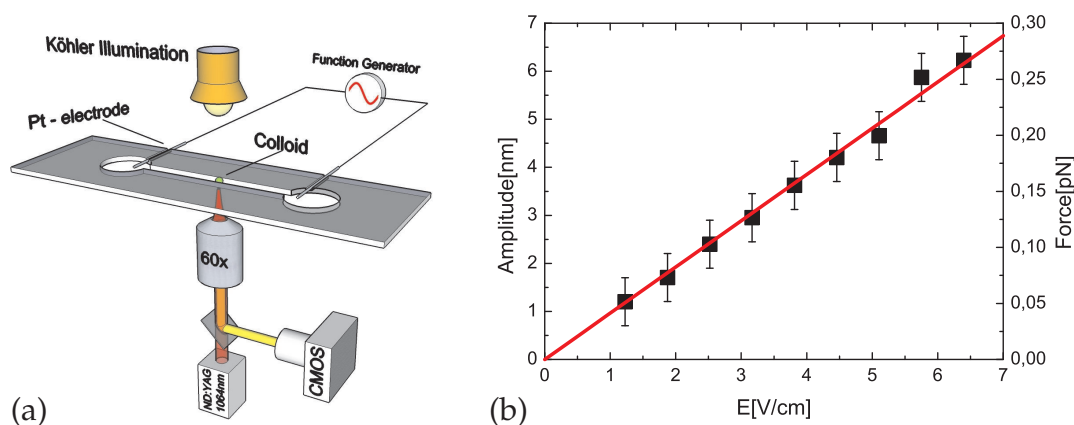 Köhler Illumination
Function Generator
Pt - electrode
Colloid
60x
ND:YAG
1064nm
CMOS
(a)
7
6
5
4
3
2
1
0
Amplitude[nm]
0
1
2
3
4
5
6
7
E[V/cm]
0,30
0,25
0,20
0,15
0,10
0,05
0,00
Force[pN]
(b)